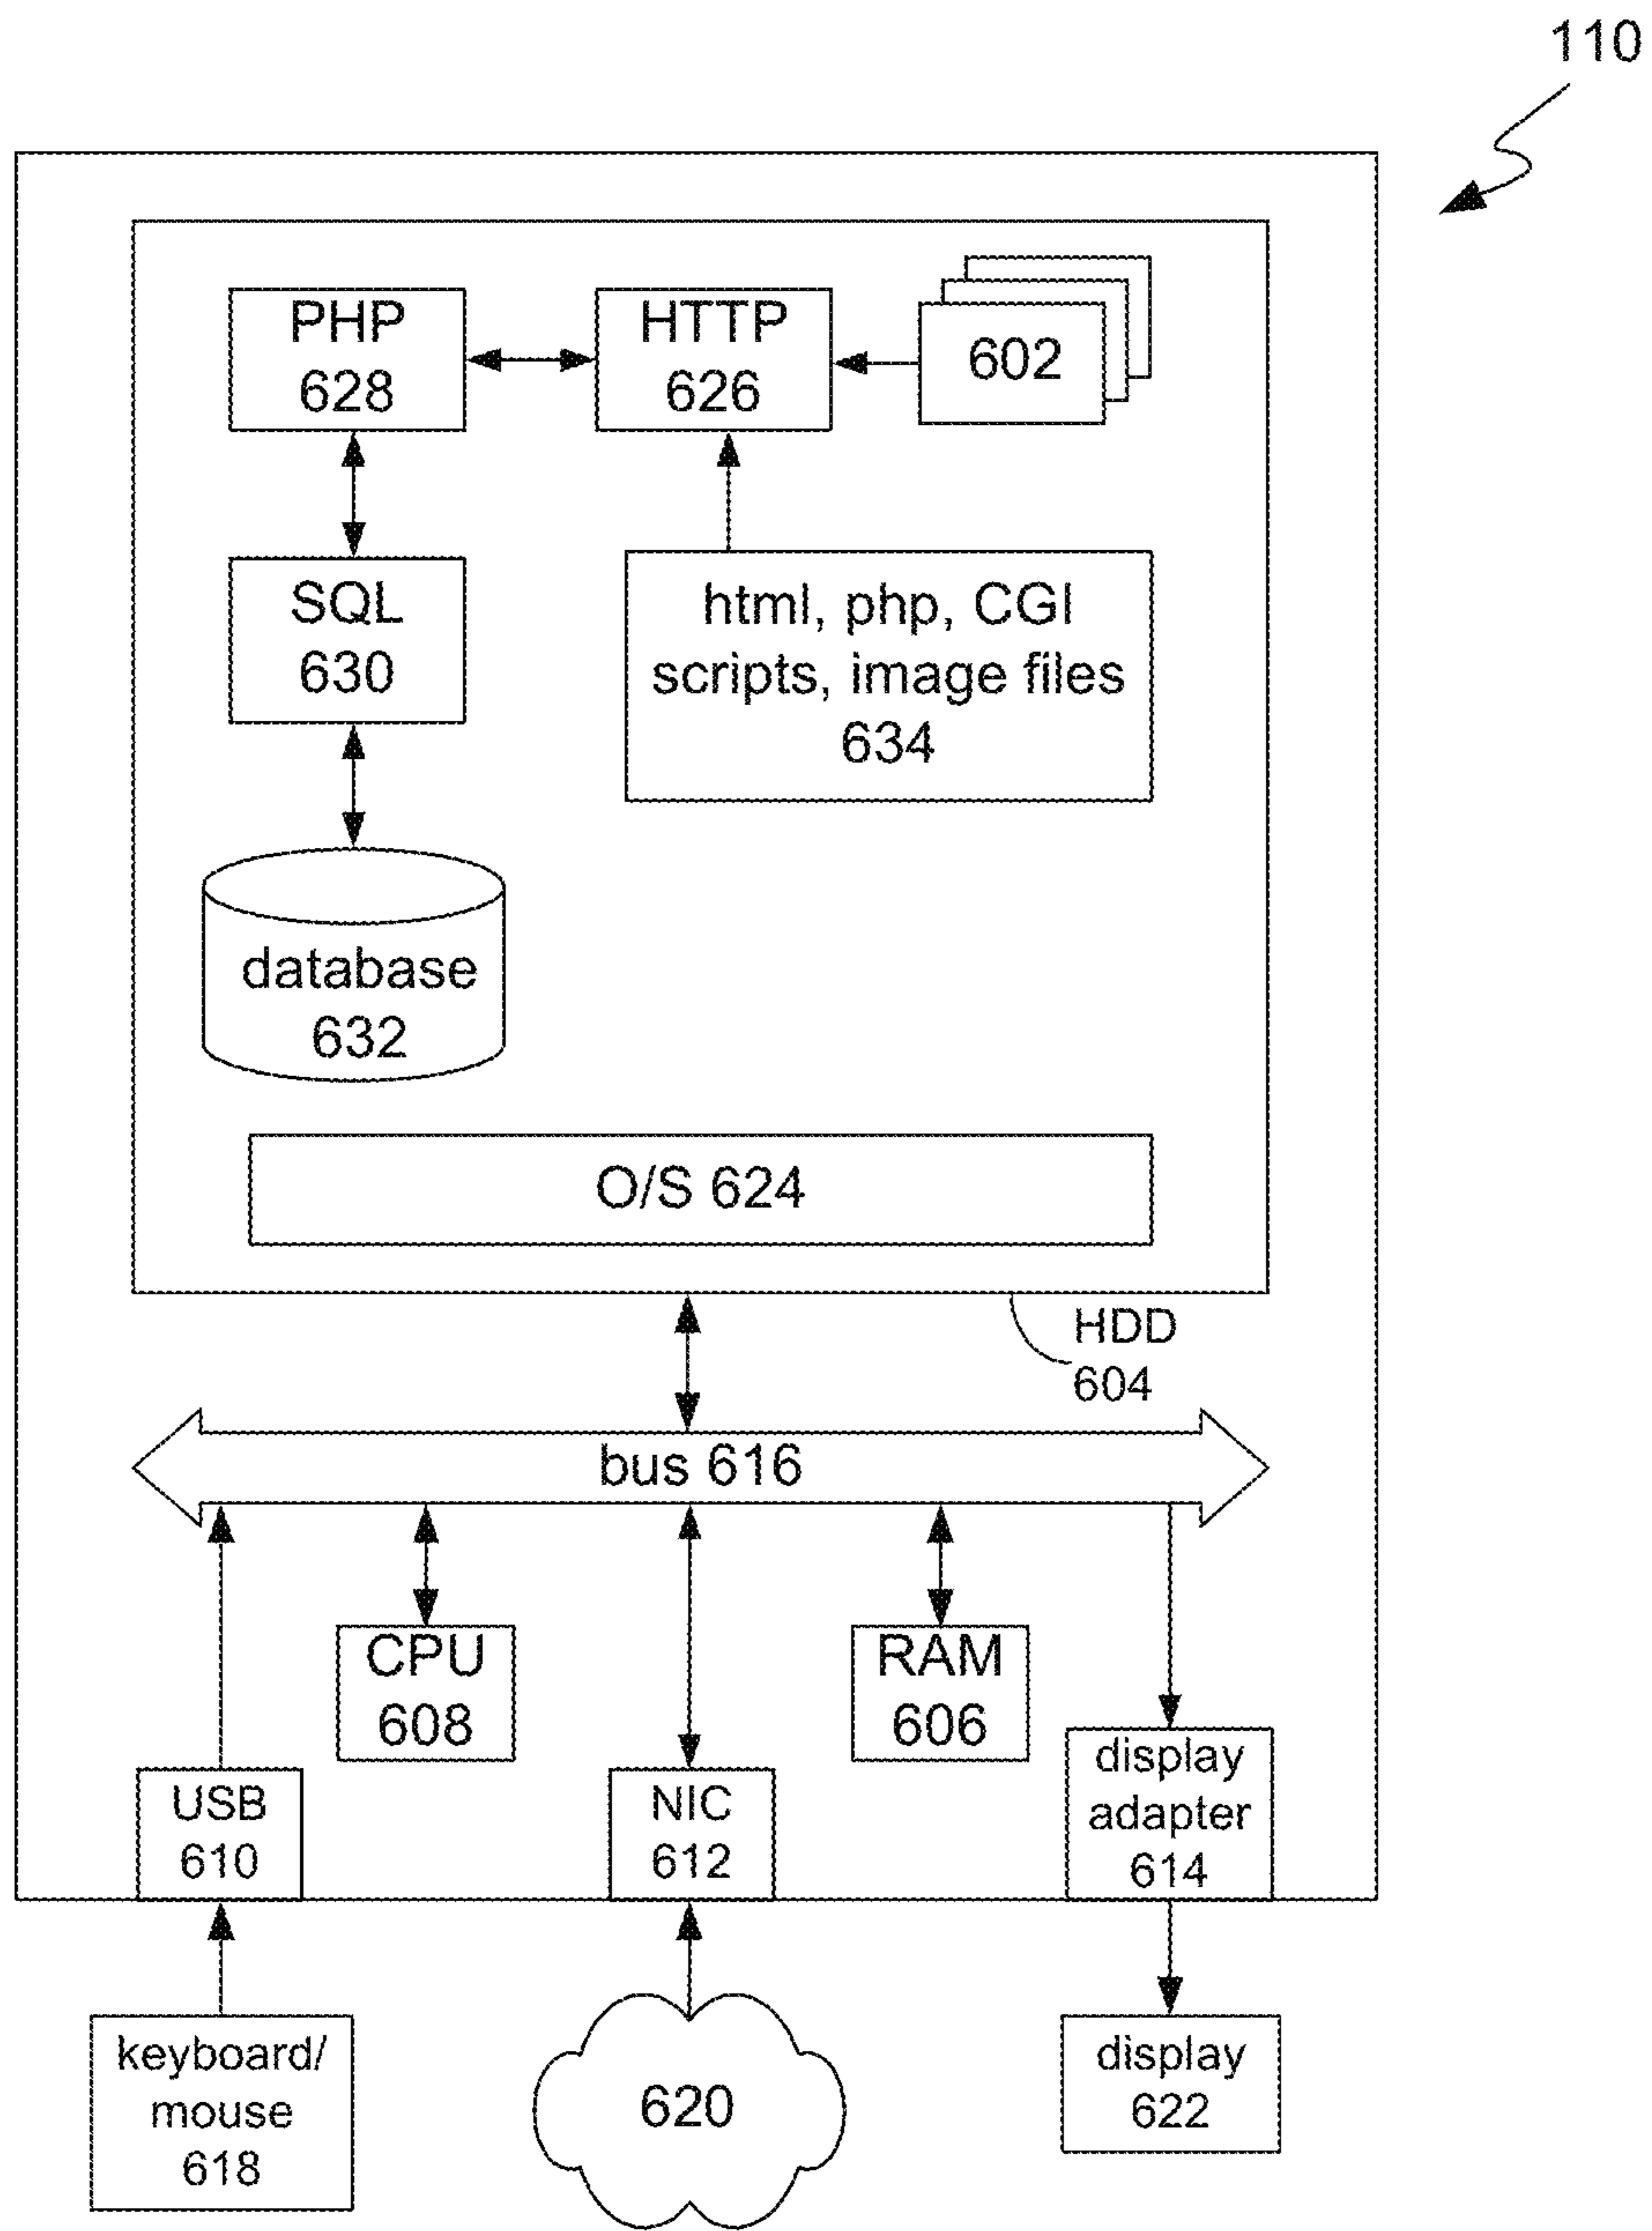 110
PHP
628
HTTP
626
602
SQL
630
html, php, CGI
scripts, image files
634
database
632
O/S 624
HDD
604
bus 616
CPU
608
RAM
606
USB
610
NIC
612
display
adapter
614
keyboard/
mouse
618
620
display
622